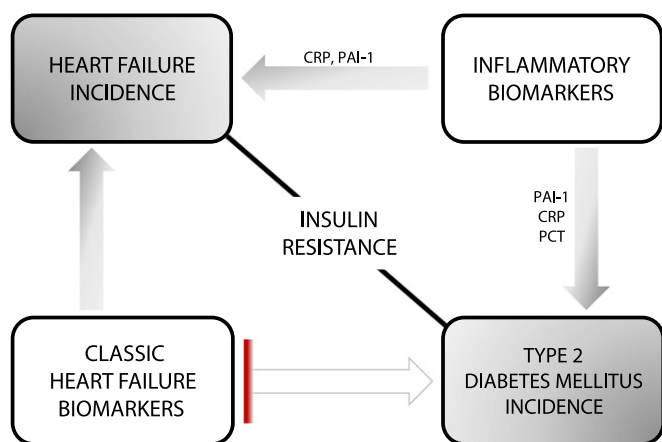 HEART FAILURE
INCIDENCE
CRP, PAI-1
INFLAMMATORY
BIOMARKERS
PAI-1
CRP
PCT
INSULIN
RESISTANCE
CLASSIC
HEART FAILURE
BIOMARKERS
TYPE 2
DIABETES MELLITUS
INCIDENCE